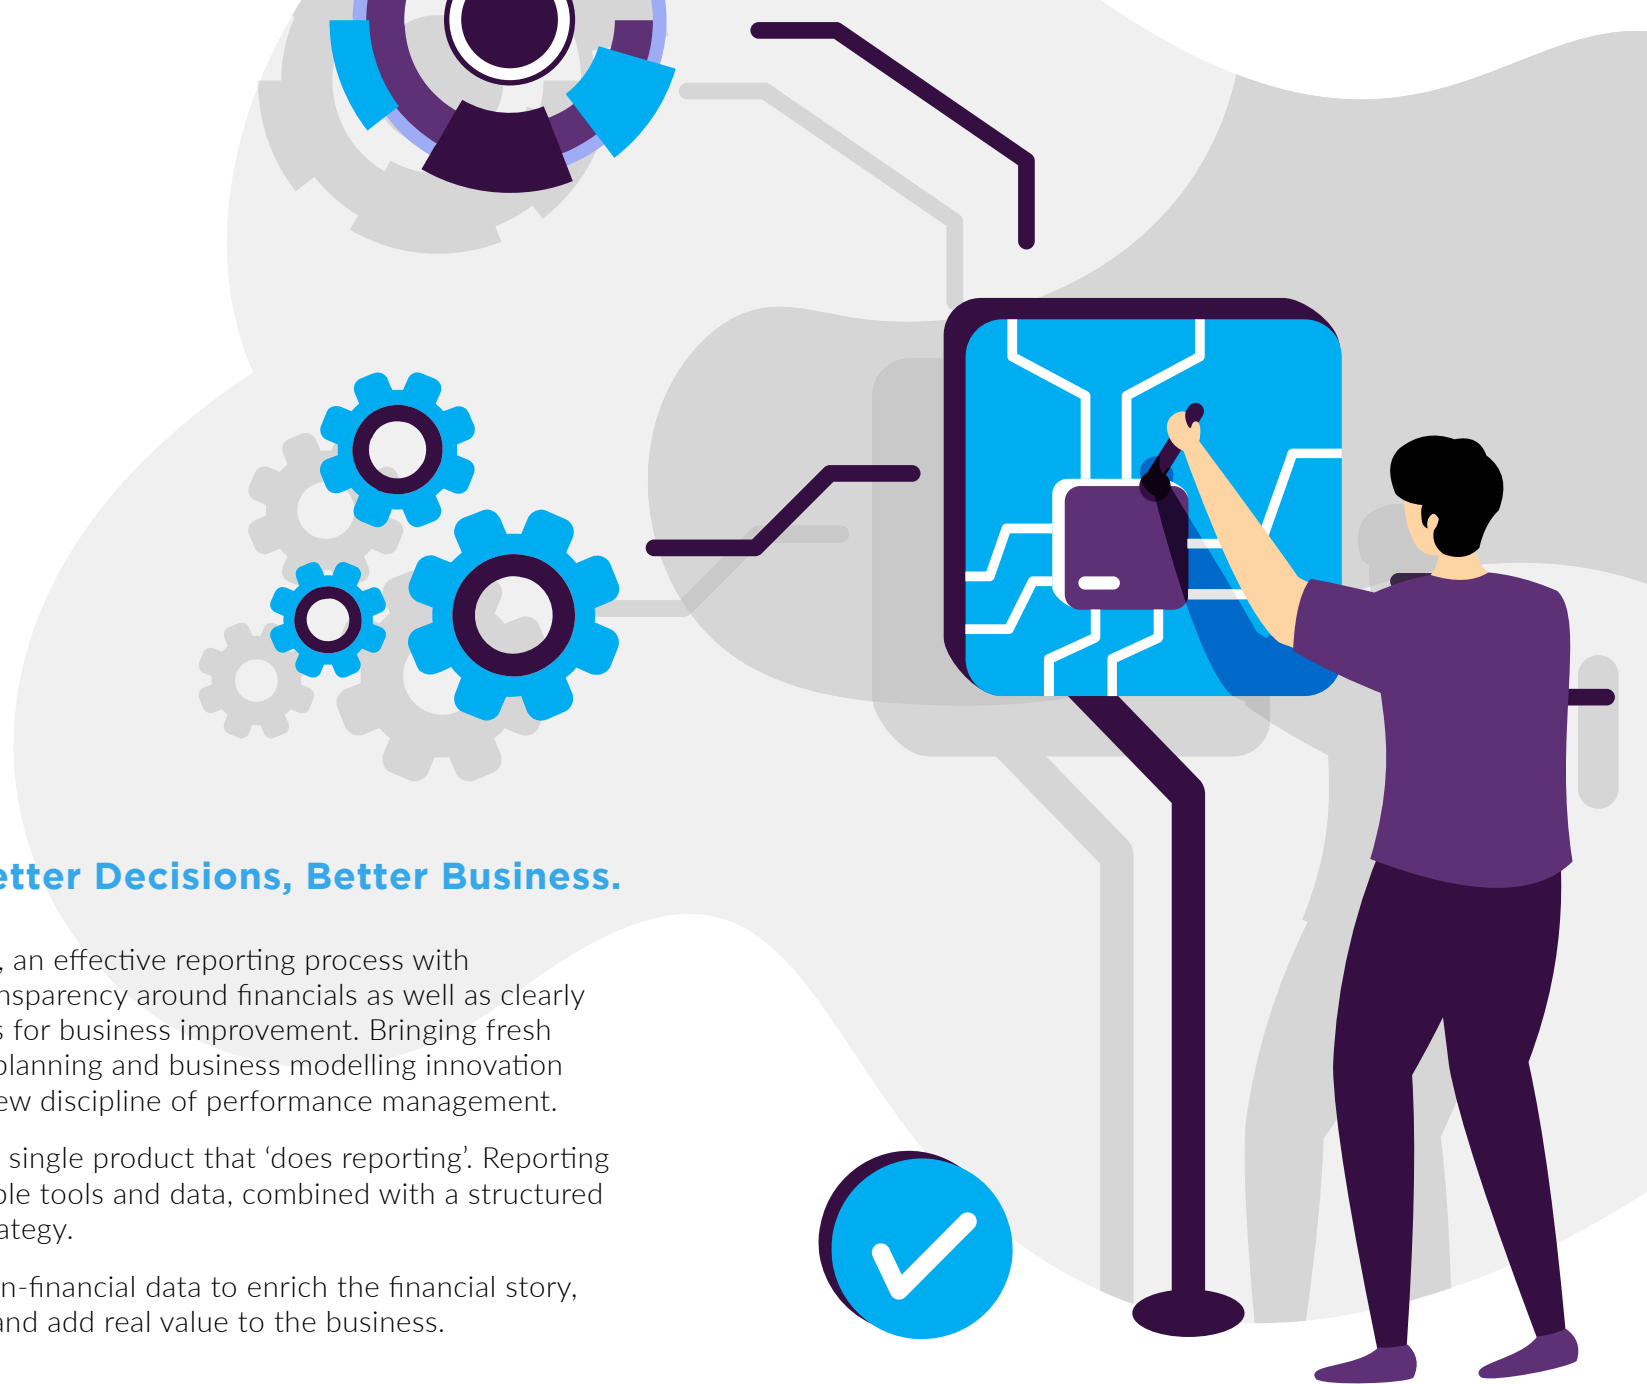 etter Decisions, Better Business.
, an effective reporting process with
nsparency around financials as well as clearly
s for business improvement. Bringing fresh
planning and business modelling innovation
ew discipline of performance management.
single product that ‘does reporting’. Reporting
ble tools and data, combined with a structured
ategy.
n-financial data to enrich the financial story,
and add real value to the business.